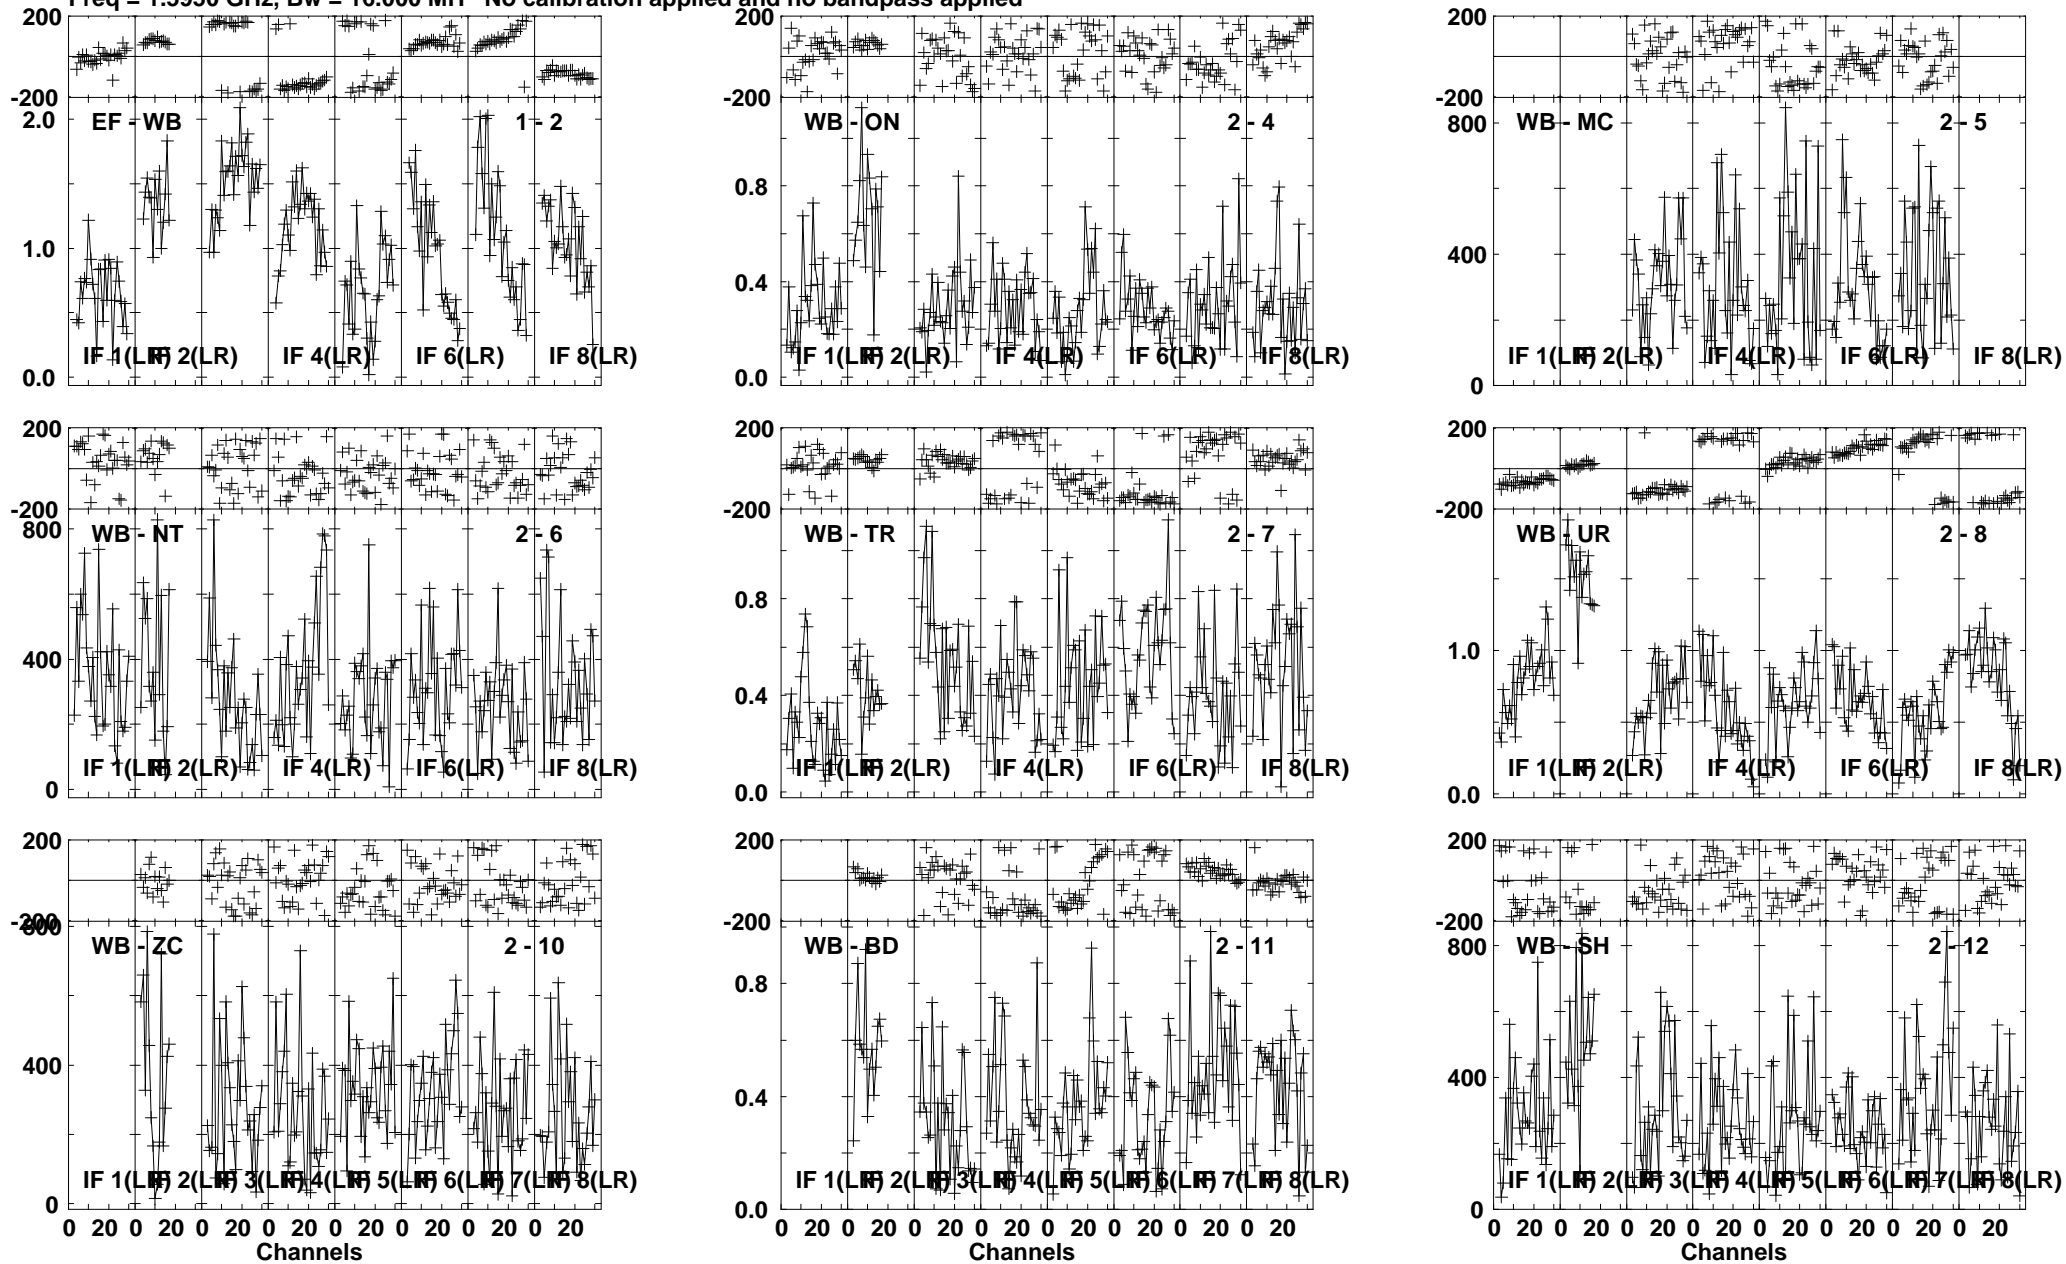 Freq = 1.5950 GHz, Bw = 16.000 MH No calibration applied and no bandpass applied
200
-200
2.0
1.0
0.0
EF - WB
1 - 2
IF 1(LR)
IF 2(LR)
IF 4(LR)
IF 6(LR)
IF 8(LR)
200
-200
0.8
0.4
0.0
WB - ON
2 - 4
IF 1(LR)
IF 2(LR)
IF 4(LR)
IF 6(LR)
IF 8(LR)
200
-200
800
400
0
WB - MC
2 - 5
IF 1(LR)
IF 2(LR)
IF 4(LR)
IF 6(LR)
IF 8(LR)
200
-200
800
400
0
WB - NT
2 - 6
IF 1(LR)
IF 2(LR)
IF 4(LR)
IF 6(LR)
IF 8(LR)
200
-200
0.8
0.4
0.0
WB - TR
2 - 7
IF 1(LR)
IF 2(LR)
IF 4(LR)
IF 6(LR)
IF 8(LR)
200
-200
1.0
0.0
WB - UR
2 - 8
IF 1(LR)
IF 2(LR)
IF 4(LR)
IF 6(LR)
IF 8(LR)
200
-200
800
400
0
WB - ZC
2 - 10
IF 1(LR)
IF 2(LR)
IF 3(LR)
IF 4(LR)
IF 5(LR)
IF 6(LR)
IF 7(LR)
IF 8(LR)
0 20 0 20 0 20 0 20 0 20 0 20 0 20 0 20
Channels
200
-200
0.8
0.4
0.0
WB - BD
2 - 11
IF 1(LR)
IF 2(LR)
IF 3(LR)
IF 4(LR)
IF 5(LR)
IF 6(LR)
IF 7(LR)
IF 8(LR)
0 20 0 20 0 20 0 20 0 20 0 20 0 20 0 20
200
-200
800
400
0
WB - SH
2 - 12
IF 1(LR)
IF 2(LR)
IF 3(LR)
IF 4(LR)
IF 5(LR)
IF 6(LR)
IF 7(LR)
IF 8(LR)
0 20 0 20 0 20 0 20 0 20 0 20 0 20 0 20
Channels